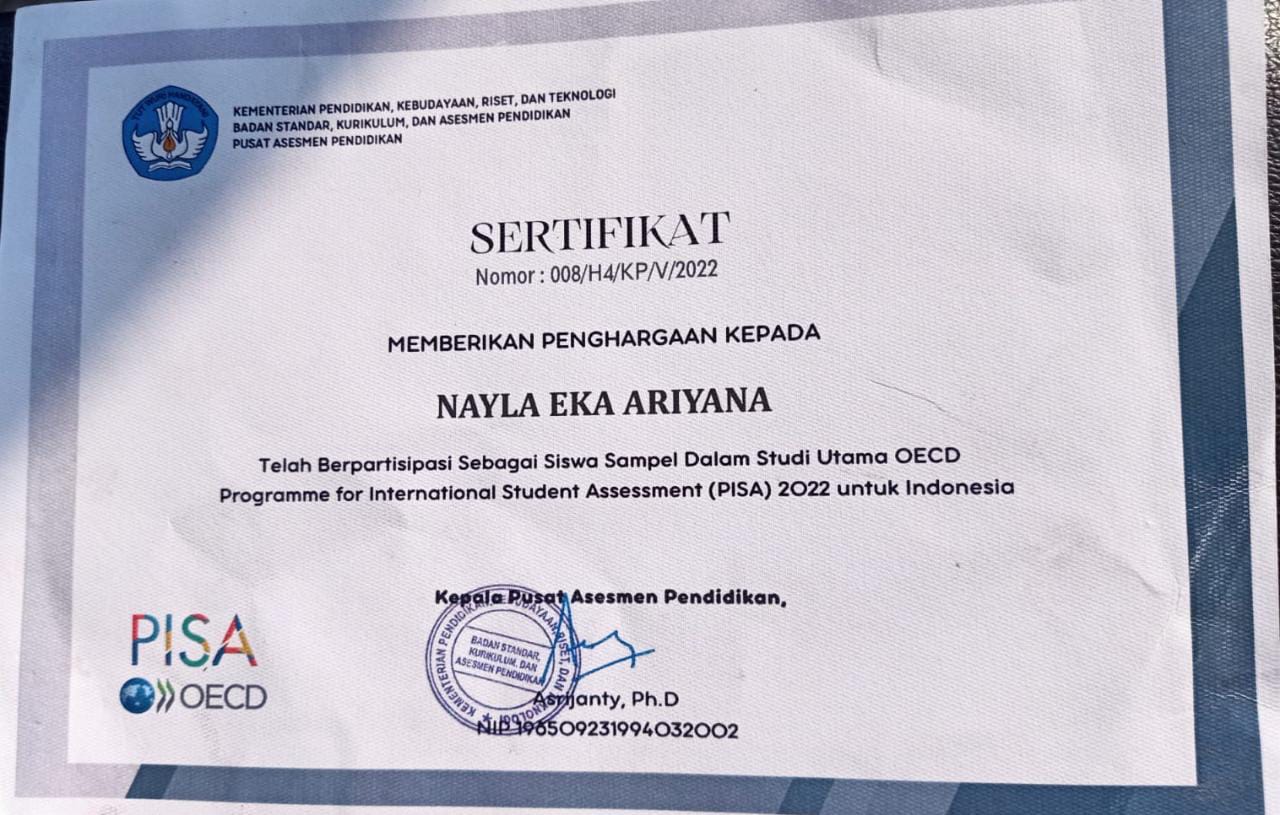 TUT WURI HANDAYANI
KEMENTERIAN PENDIDIKAN, KEBUDAYAAN, RISET, DAN TEKNOLOGI
BADAN STANDAR, KURIKULUM, DAN ASESMEN PENDIDIKAN
PUSAT ASESMEN PENDIDIKAN
SERTIFIKAT
Nomor : 008/H4/KP/V/2022
MEMBERIKAN PENGHARGAAN KEPADA
NAYLA EKA ARIYANA
Telah Berpartisipasi Sebagai Siswa Sampel Dalam Studi Utama OECD
Programme for International Student Assessment (PISA) 2022 untuk Indonesia
Kepala Pusat Asesmen Pendidikan,
KEMENTERIAN PENDIDIKAN, KEBUDAYAAN, RISET, DAN TEKNOLOGI
BADAN STANDAR,
KURIKULUM, DAN
ASESMEN PENDIDIKAN
Asrijanty, Ph.D
NIP 196509231994032002
PISA
OECD